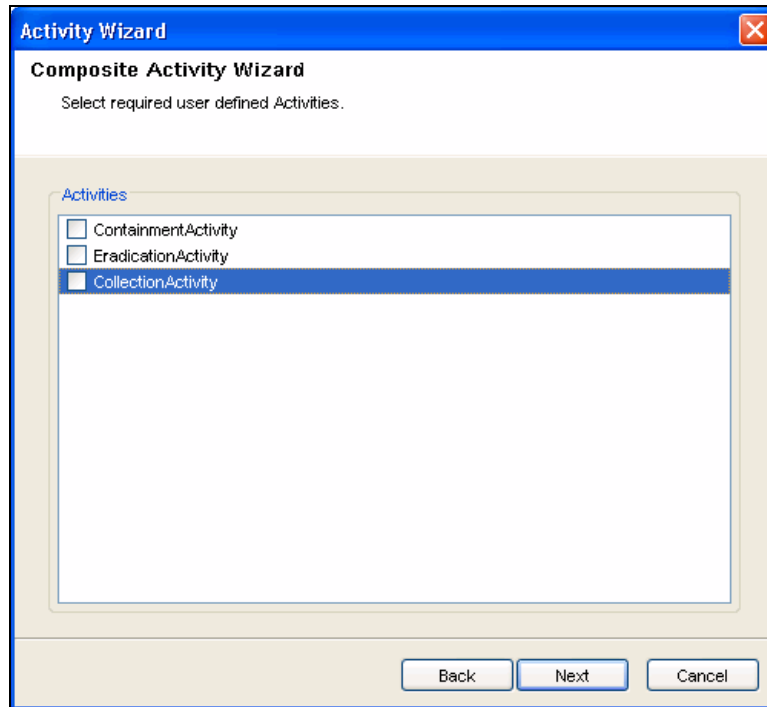 Activity Wizard
Composite Activity Wizard
Select required user defined Activities.
Activities
ContainmentActivity
EradicationActivity
CollectionActivity
Back Next Cancel